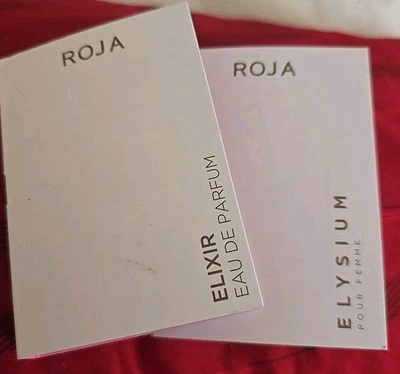 ROJA
ELIXIR
EAU DE PARFUM
ROJA
ELYSIUM
POUR FEMME